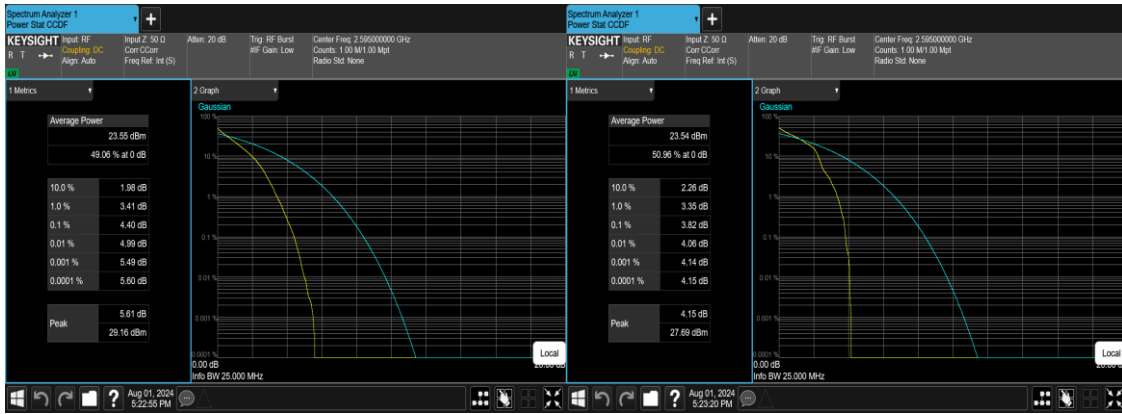 Spectrum Analyzer 1
Power Stat CCDF
+
KEYSIGHT
R T
LXI
Input: RF
Coupling: DC
Align: Auto
Input Z: 50 Ω
Corr CCorr
Freq Ref: Int (S)
Atten: 20 dB
Trig: RF Burst
#IF Gain: Low
Center Freq: 2.595000000 GHz
Counts: 1.00 M/1.00 Mpt
Radio Std: None
1 Metrics
Average Power
23.55 dBm
49.06 % at 0 dB
10.0 % 1.98 dB
1.0 % 3.41 dB
0.1 % 4.40 dB
0.01 % 4.99 dB
0.001 % 5.49 dB
0.0001 % 5.60 dB
Peak
5.61 dB
29.16 dBm
2 Graph
Gaussian
100 %
10 %
1 %
0.1 %
0.01 %
0.001 %
0.0001 %
0.00 dB
Info BW 25.000 MHz
Local
?
Aug 01, 2024
5:22:55 PM
Spectrum Analyzer 1
Power Stat CCDF
+
KEYSIGHT
R T
LXI
Input: RF
Coupling: DC
Align: Auto
Input Z: 50 Ω
Corr CCorr
Freq Ref: Int (S)
Atten: 20 dB
Trig: RF Burst
#IF Gain: Low
Center Freq: 2.595000000 GHz
Counts: 1.00 M/1.00 Mpt
Radio Std: None
1 Metrics
Average Power
23.54 dBm
50.96 % at 0 dB
10.0 % 2.26 dB
1.0 % 3.35 dB
0.1 % 3.82 dB
0.01 % 4.06 dB
0.001 % 4.14 dB
0.0001 % 4.15 dB
Peak
4.15 dB
27.69 dBm
2 Graph
Gaussian
100 %
10 %
1 %
0.1 %
0.01 %
0.001 %
0.0001 %
0.00 dB
Info BW 25.000 MHz
Local
?
Aug 01, 2024
5:23:20 PM